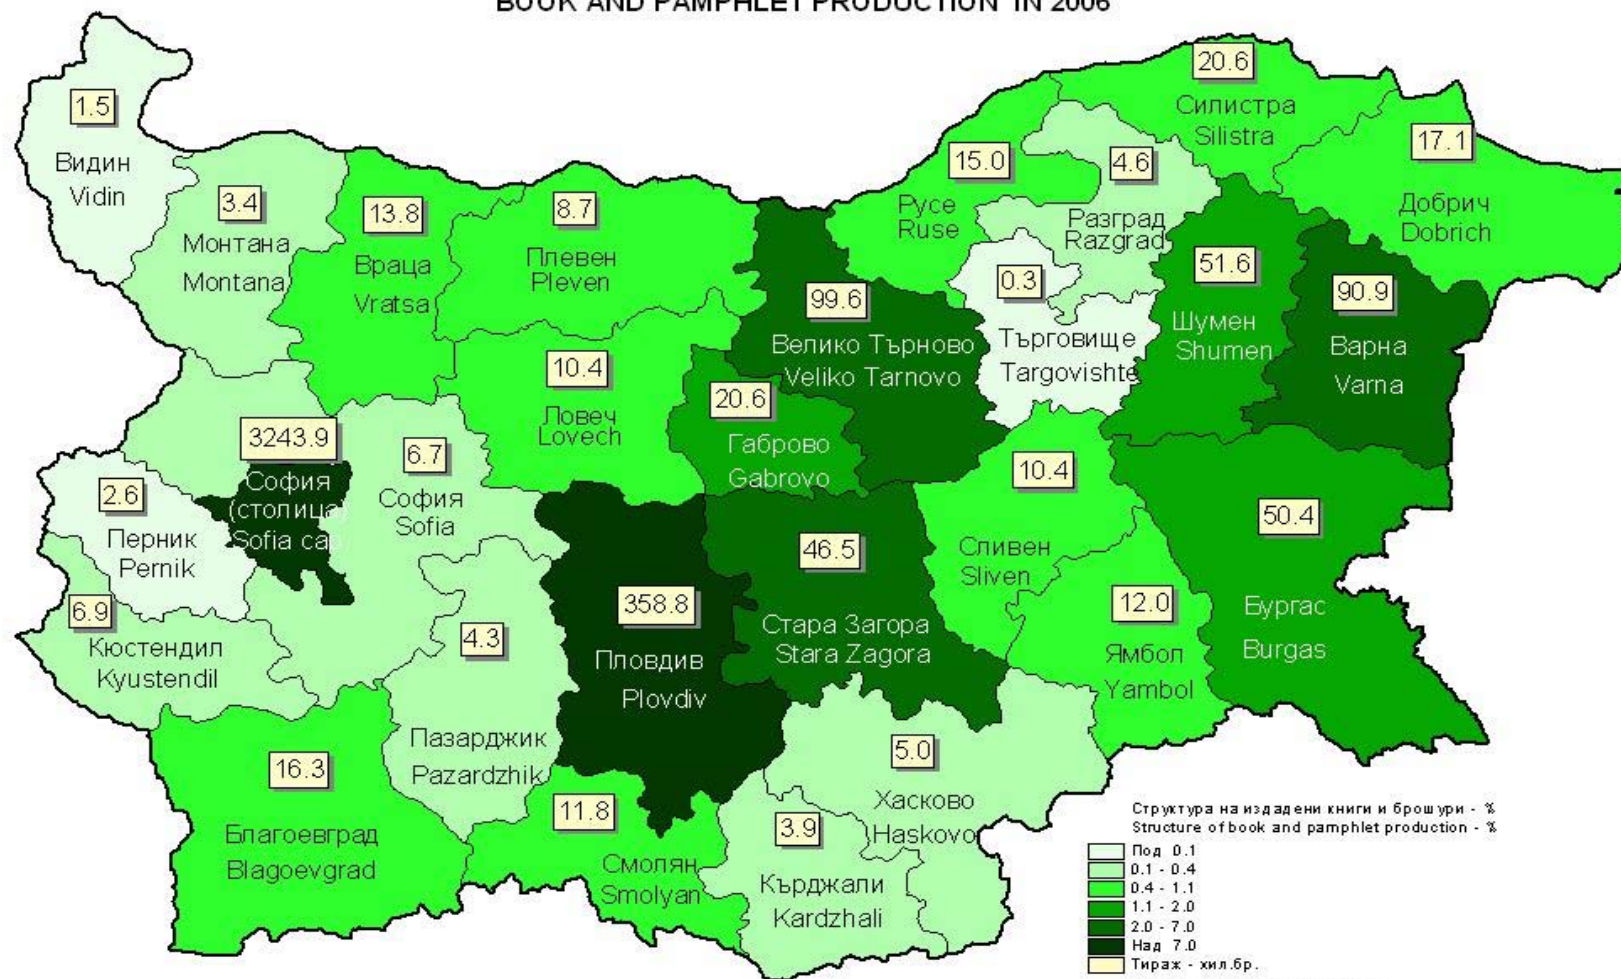 BOOK AND PAMPHLET PRODUCTION IN 2006
1.5
Видин
Vidin
3.4
Монтана
Montana
13.8
Враца
Vratsa
8.7
Плевен
Pleven
15.0
Русе
Ruse
4.6
Разград
Razgrad
20.6
Силистра
Silistra
17.1
Добрич
Dobrich
99.6
Велико Търново
Veliko Tarnovo
0.3
Търговище
Targovishte
51.6
Шумен
Shumen
90.9
Варна
Varna
10.4
Ловеч
Lovech
20.6
Габрово
Gabrovo
3243.9
София
(столица)
Sofia cap
6.7
София
Sofia
2.6
Перник
Pernik
6.9
Кюстендил
Kyustendil
4.3
Пазарджик
Pazardzhik
358.8
Пловдив
Plovdiv
46.5
Стара Загора
Stara Zagora
10.4
Сливен
Sliven
12.0
Ямбол
Yambol
50.4
Бургас
Burgas
16.3
Благоевград
Blagoevgrad
11.8
Смолян
Smolyan
3.9
Кърджали
Kardzhali
5.0
Хасково
Haskovo
Структура на издадени книги и брошури - %
Structure of book and pamphlet production - %
Под 0.1
0.1 - 0.4
0.4 - 1.1
1.1 - 2.0
2.0 - 7.0
Над 7.0
Тираж - хил.бр.